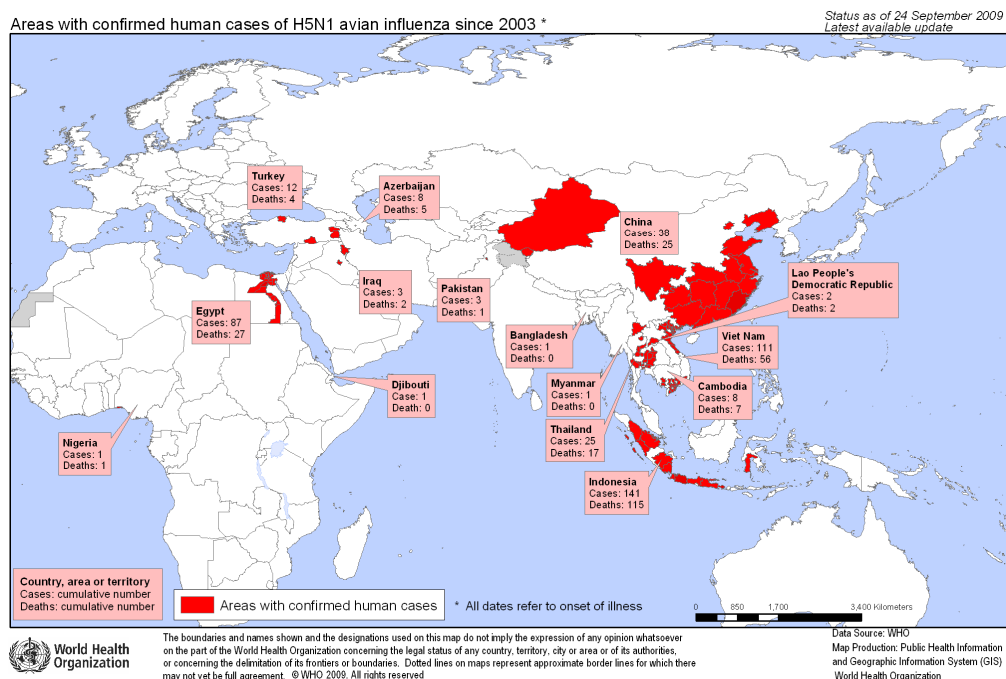 Areas with confirmed human cases of H5N1 avian influenza since 2003 *
Status as of 24 September 2009
Latest available update
Turkey
Cases: 12
Deaths: 4
Azerbaijan
Cases: 8
Deaths: 5
China
Cases: 38
Deaths: 25
Lao People's
Democratic Republic
Cases: 2
Deaths: 2
Iraq
Cases: 3
Deaths: 2
Pakistan
Cases: 3
Deaths: 1
Egypt
Cases: 87
Deaths: 27
Bangladesh
Cases: 1
Deaths: 0
Viet Nam
Cases: 111
Deaths: 56
Djibouti
Case: 1
Death: 0
Myanmar
Cases: 1
Deaths: 0
Cambodia
Cases: 8
Deaths: 7
Nigeria
Cases: 1
Deaths: 1
Thailand
Cases: 25
Deaths: 17
Indonesia
Cases: 141
Deaths: 115
Country, area or territory
Cases: cumulative number
Deaths: cumulative number
Areas with confirmed human cases
* All dates refer to onset of illness
0 850 1,700 3,400 Kilometers
World Health
Organization
The boundaries and names shown and the designations used on this map do not imply the expression of any opinion whatsoever
on the part of the World Health Organization concerning the legal status of any country, territory, city or area or of its authorities,
or concerning the delimitation of its frontiers or boundaries. Dotted lines on maps represent approximate border lines for which there
may not yet be full agreement. © WHO 2009. All rights reserved
Data Source: WHO
Map Production: Public Health Information
and Geographic Information System (GIS)
World Health Organization